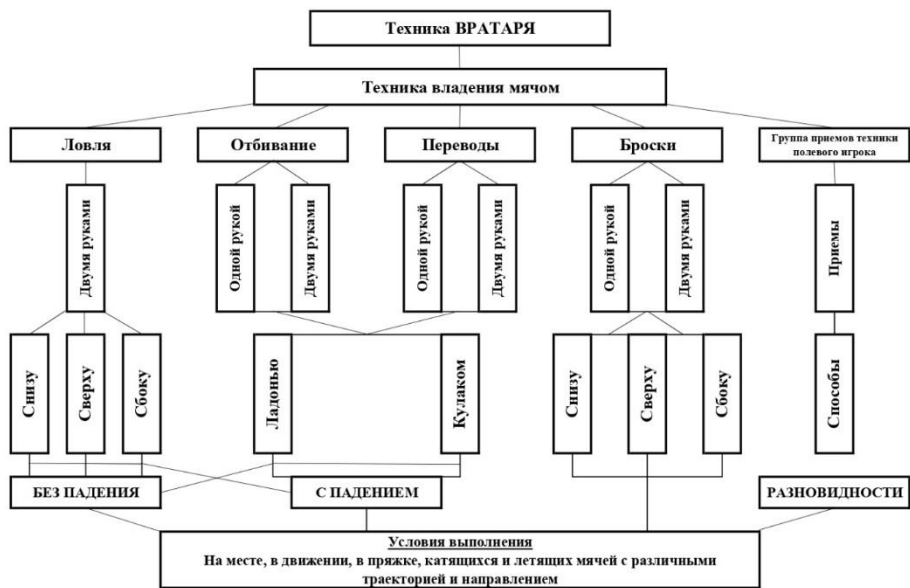 Техника ВРАТАРЯ
Техника владения мячом
Ловля
Отбивание
Переводы
Броски
Группа приемов техники
полевого игрока
Двумя руками
Одной рукой
Двумя руками
Одной рукой
Двумя руками
Одной рукой
Двумя руками
Приемы
Снизу
Сверху
Сбоку
Ладонью
Кулаком
Снизу
Сверху
Сбоку
Способы
БЕЗ ПАДЕНИЯ
С ПАДЕНИЕМ
РАЗНОВИДНОСТИ
Условия выполнения
На месте, в движении, в пряжке, катящихся и летящих мячей с различными
траекторией и направлением